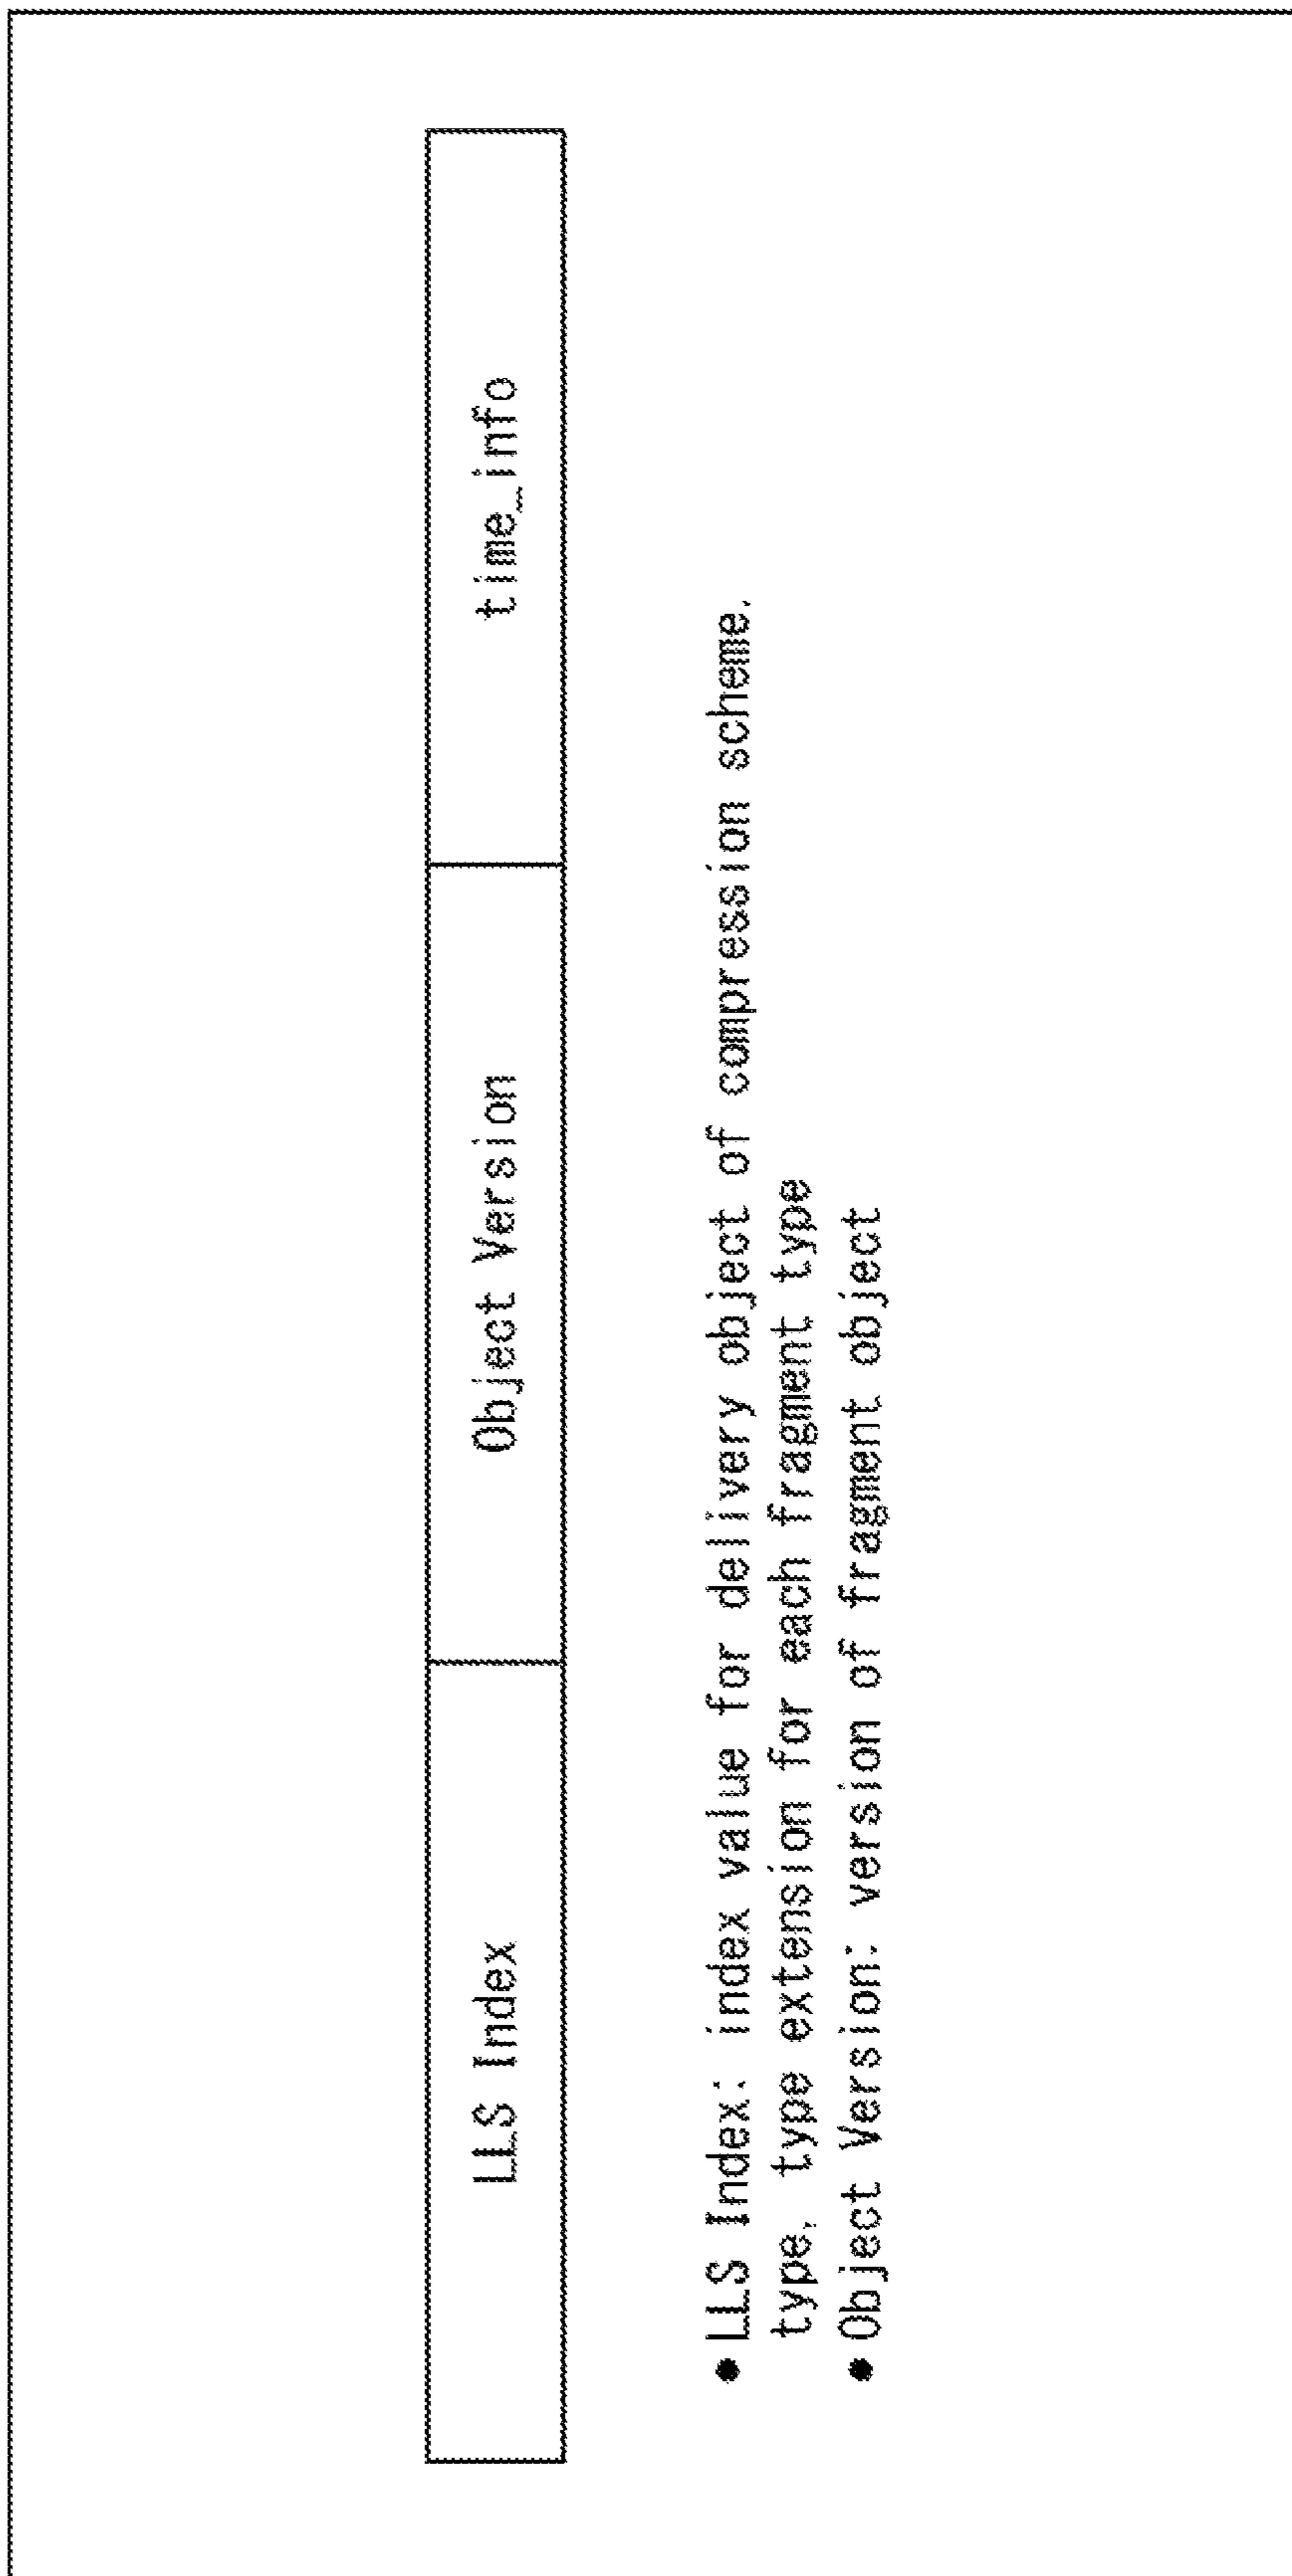 LLS Index Object Version time_info
● LLS Index: index value for delivery object of compression scheme,
type, type extension for each fragment type
● Object Version: version of fragment object